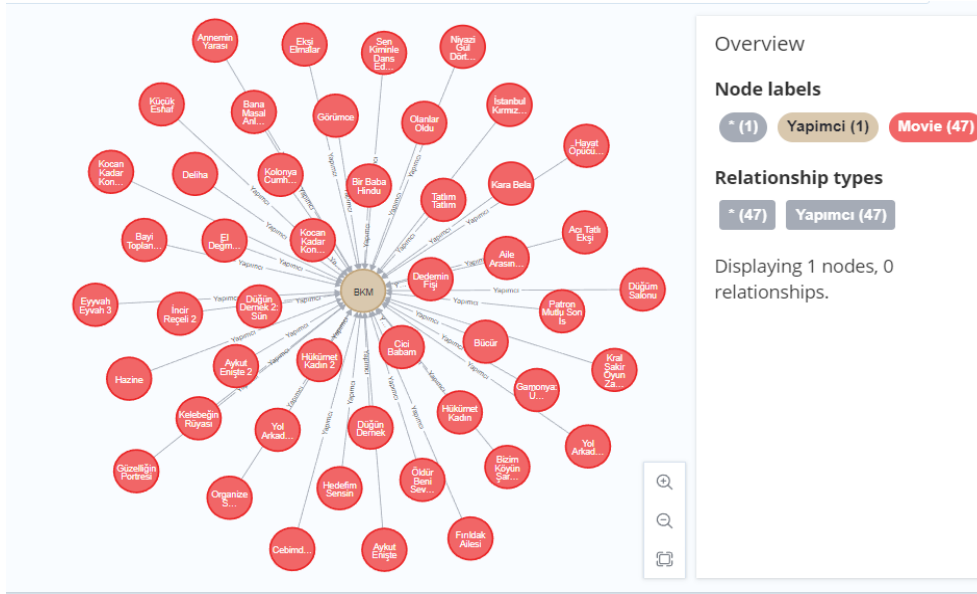 Annemin
Yarası
Ekşi
Elmalar
Sen
Kiminle
Dans
Ed...
Niyazi
Gül
Dört...
Küçük
Esnaf
Bana
Masal
Anl...
Görümce
Olanlar
Oldu
İstanbul
Kırmız...
Hayat
Öpücü...
Kocan
Kadar
Kon...
Deliha
Kolonya
Cumh...
Bir Baba
Hindu
Tatlım
Tatlım
Kara Bela
Bayi
Toplan...
El
Değm...
Kocan
Kadar
Kon...
Dedemin
Fişi
Aile
Arasın...
Acı Tatlı
Ekşi
Eyyvah
Eyvah 3
İncir
Reçeli 2
Düğün
Dernek 2:
Sün
BKM
Patron
Mutlu Son
İs
Düğüm
Salonu
Hazine
Aykut
Enişte 2
Hükümet
Kadın 2
Cici
Babam
Bücür
Kral
Şakir
Oyun
Za...
Kelebeğin
Rüyası
Yol
Arkad...
Düğün
Dernek
Hükümet
Kadın
Gamonya:
U...
Yol
Arkad...
Güzelliğin
Portresi
Organize
S...
Hedefim
Sensin
Öldür
Beni
Sev...
Bizim
Köyün
Şar...
Cebimd...
Aykut
Enişte
Fırıldak
Ailesi
Yapımcı
Overview
Node labels
* (1) Yapimci (1) Movie (47)
Relationship types
* (47) Yapımcı (47)
Displaying 1 nodes, 0
relationships.